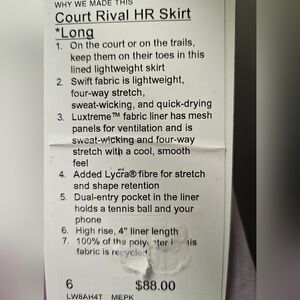 WHY WE MADE THIS
Court Rival HR Skirt
*Long
1. On the court or on the trails,
keep them on their toes in this
lined lightweight skirt
2. Swift fabric is lightweight,
four-way stretch,
sweat-wicking, and quick-drying
3. Luxtreme™ fabric liner has mesh
panels for ventilation and is
sweat-wicking and four-way
stretch with a cool, smooth
feel
4. Added Lycra® fibre for stretch
and shape retention
5. Dual-entry pocket in the liner
holds a tennis ball and your
phone
6. High rise, 4" liner length
7. 100% of the polyester in this
fabric is recycled
6 $88.00
LW8AH4T MEPK